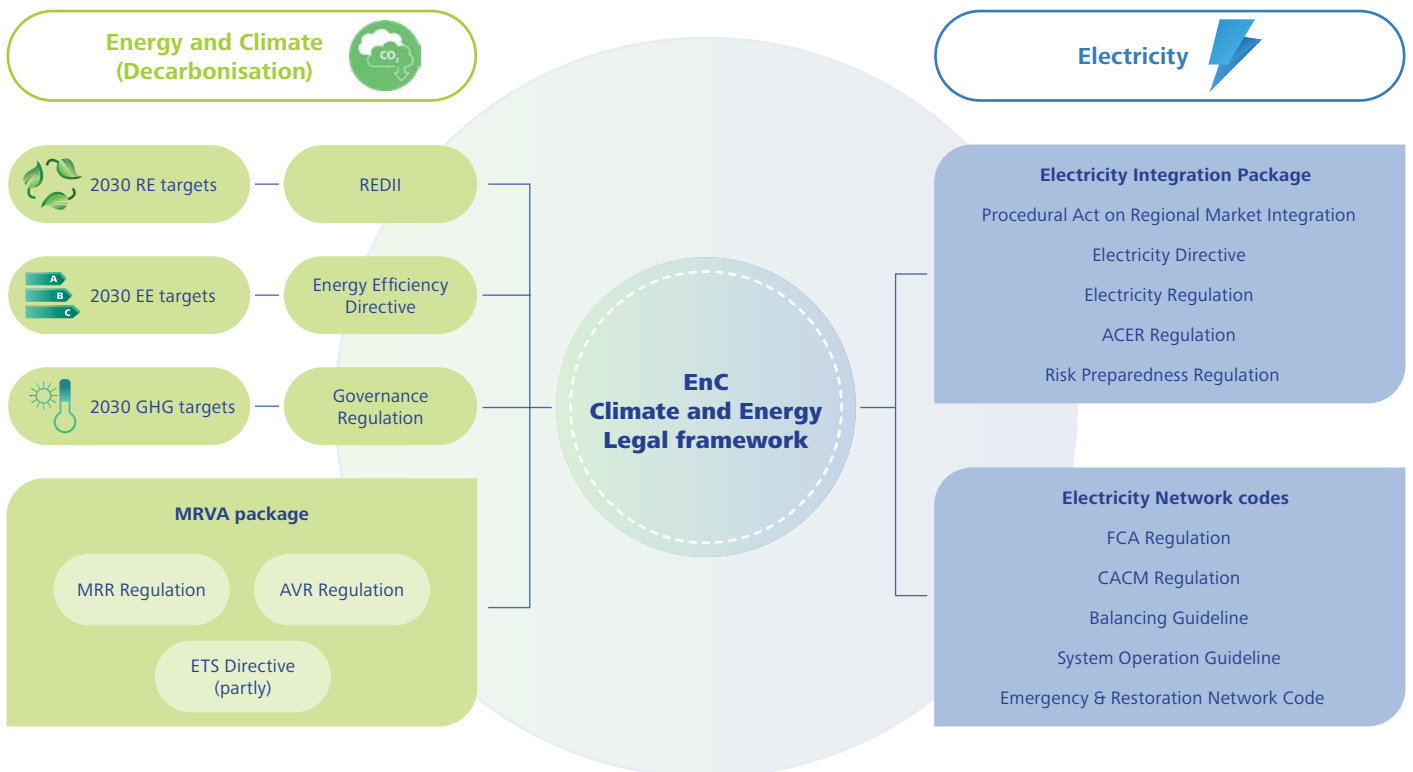 Energy and Climate
(Decarbonisation)
CO₂
2030 RE targets
REDII
A
B
C
2030 EE targets
Energy Efficiency
Directive
2030 GHG targets
Governance
Regulation
MRVA package
MRR Regulation
AVR Regulation
ETS Directive
(partly)
EnC
Climate and Energy
Legal framework
Electricity
Electricity Integration Package
Procedural Act on Regional Market Integration
Electricity Directive
Electricity Regulation
ACER Regulation
Risk Preparedness Regulation
Electricity Network codes
FCA Regulation
CACM Regulation
Balancing Guideline
System Operation Guideline
Emergency & Restoration Network Code